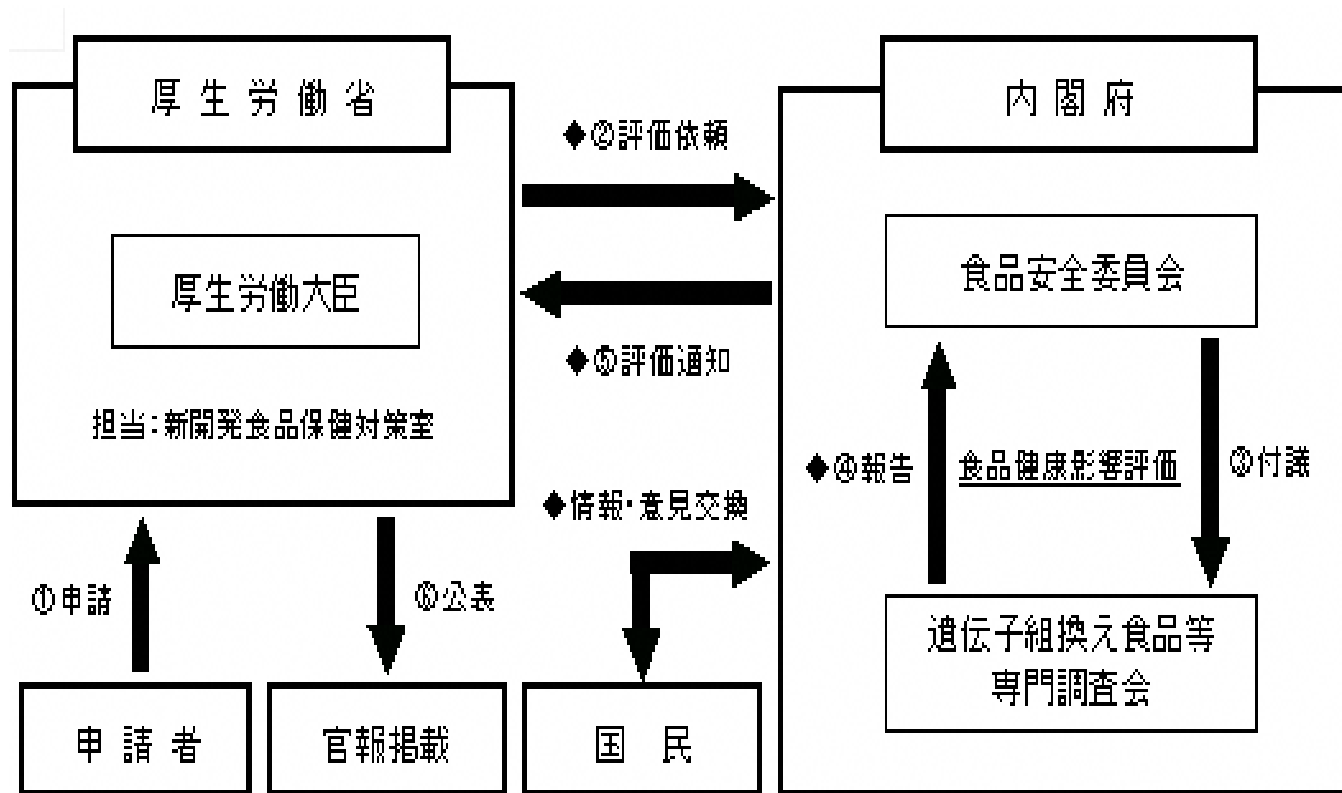 厚生労働省
内閣府
◆②評価依頼
厚生労働大臣
食品安全委員会
◆⑤評価通知
担当：新開発食品保健対策室
◆④報告
食品健康影響評価
③付議
◆情報・意見交換
①申請
⑥公表
遺伝子組換え食品等
専門調査会
申請者
官報掲載
国民